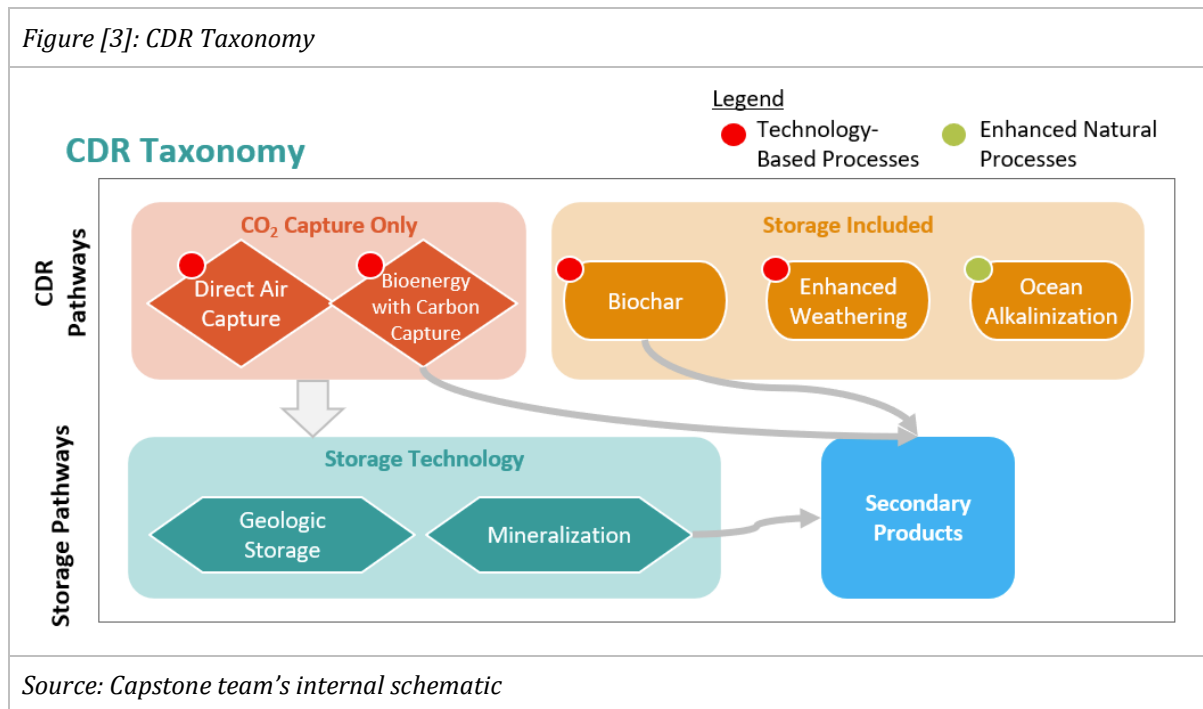 Figure [3]: CDR Taxonomy
Legend
Technology-
Based Processes
Enhanced Natural
Processes
CDR Taxonomy
CDR
Pathways
CO₂ Capture Only
Direct Air
Capture
Bioenergy
with Carbon
Capture
Storage Included
Biochar
Enhanced
Weathering
Ocean
Alkalinization
Storage Pathways
Storage Technology
Geologic
Storage
Mineralization
Secondary
Products
Source: Capstone team’s internal schematic